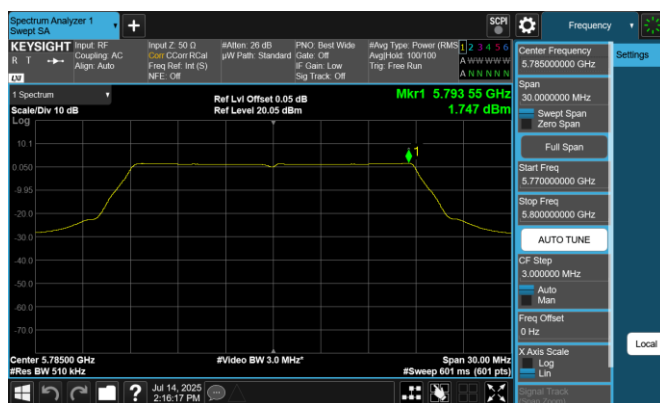 Spectrum Analyzer 1
Swept SA
+
SCPI
Frequency
KEYSIGHT
R T
LXI
Input: RF
Coupling: AC
Align: Auto
Input Z: 50 Ω
Corr CCorr RCal
Freq Ref: Int (S)
NFE: Off
#Atten: 26 dB
µW Path: Standard
PNO: Best Wide
Gate: Off
IF Gain: Low
Sig Track: Off
#Avg Type: Power (RMS
Avg|Hold: 100/100
Trig: Free Run
1 2 3 4 5 6
A W W W W W
A N N N N N
1 Spectrum
Scale/Div 10 dB
Log
Ref Lvl Offset 0.05 dB
Ref Level 20.05 dBm
Mkr1 5.793 55 GHz
1.747 dBm
10.1
0.050
-9.95
-20.0
-30.0
-40.0
-50.0
-60.0
-70.0
1
Center 5.78500 GHz
#Res BW 510 kHz
#Video BW 3.0 MHz*
Span 30.00 MHz
#Sweep 601 ms (601 pts)
Jul 14, 2025
2:16:17 PM
Center Frequency
5.785000000 GHz
Span
30.0000000 MHz
Swept Span
Zero Span
Full Span
Start Freq
5.770000000 GHz
Stop Freq
5.800000000 GHz
AUTO TUNE
CF Step
3.000000 MHz
Auto
Man
Freq Offset
0 Hz
X Axis Scale
Log
Lin
Signal Track
(Span Zoom)
Settings
Local